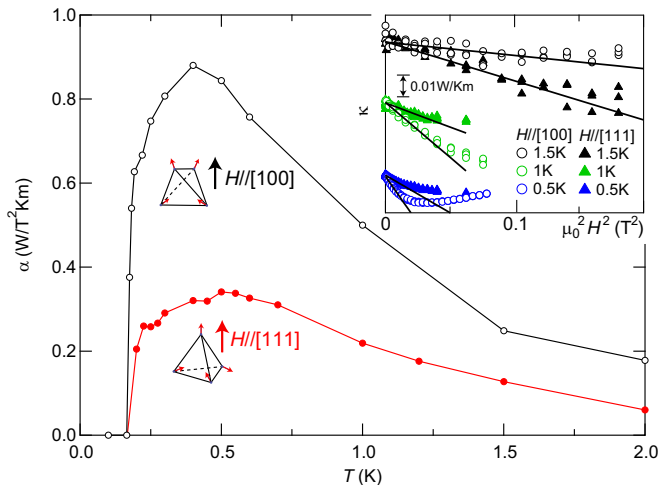 1.0
0.8
0.6
0.4
0.2
0.0
α (W/T²Km)
0.0
0.5
1.0
1.5
2.0
T (K)
H//[100]
H//[111]
κ
0.01W/Km
H//[100] H//[111]
1.5K 1.5K
1K 1K
0.5K 0.5K
0
0.1
0.2
μ₀² H² (T²)